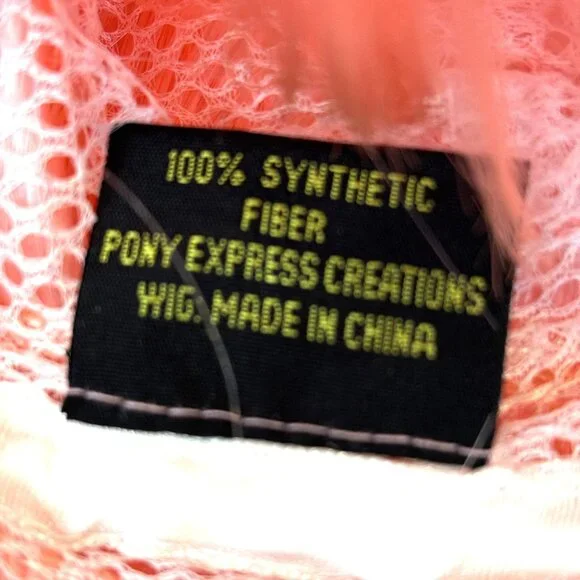 100% SYNTHETIC
FIBER
PONY EXPRESS CREATIONS
WIG. MADE IN CHINA